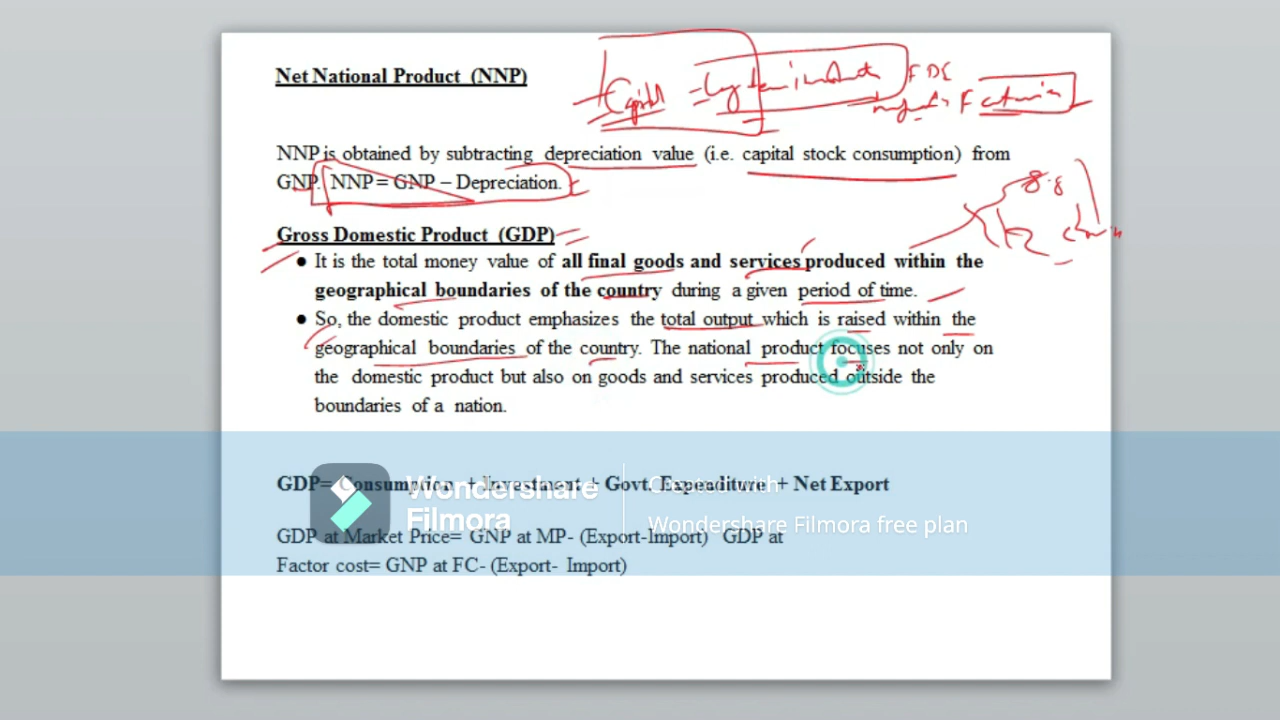 Net National Product (NNP)
Capital
FDC
NNP is obtained by subtracting depreciation value (i.e. capital stock consumption) from
GNP. NNP = GNP – Depreciation.
Gross Domestic Product (GDP)
● It is the total money value of all final goods and services produced within the
geographical boundaries of the country during a given period of time.
● So, the domestic product emphasizes the total output which is raised within the
geographical boundaries of the country. The national product focuses not only on
the domestic product but also on goods and services produced outside the
boundaries of a nation.
GDP= Consumption + Investment + Govt. Expenditure + Net Export
Wondershare
Filmora
Created with
Wondershare Filmora free plan
GDP at Market Price= GNP at MP- (Export-Import) GDP at
Factor cost= GNP at FC- (Export- Import)